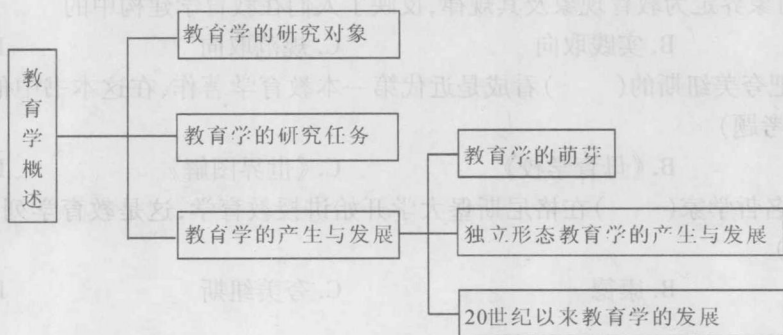 教育学概述
教育学的研究对象
教育学的研究任务
教育学的产生与发展
教育学的萌芽
独立形态教育学的产生与发展
20世纪以来教育学的发展